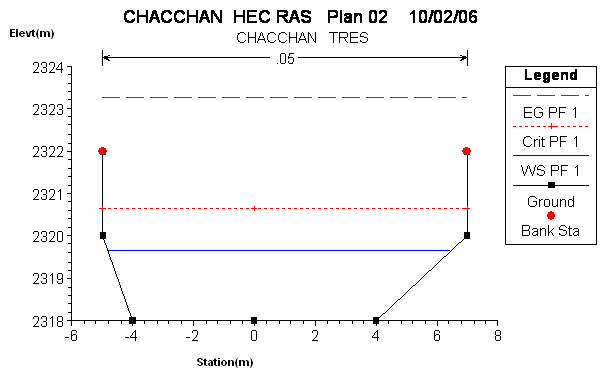 CHACCHAN  HEC RAS   Plan 02    10/02/06
Elevt(m)
CHACCHAN   TRES
.05
2324
2323
2322
2321
2320
2319
2318
-6 -4 -2 0 2 4 6 8
Station(m)
Legend
EG PF 1
Crit PF 1
WS PF 1
Ground
Bank Sta